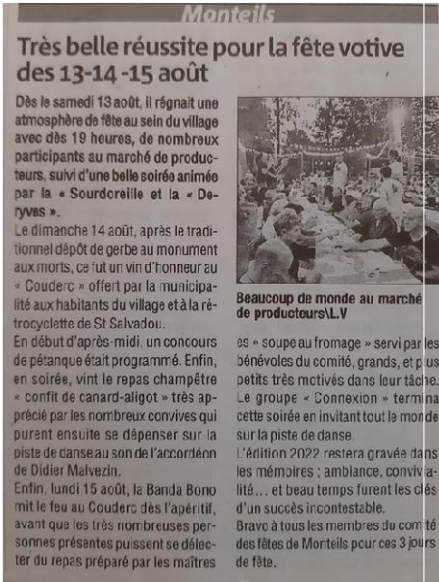 Monteils
Très belle réussite pour la fête votive
des 13-14 -15 août
Dès le samedi 13 août, il régnait une
atmosphère de fête au sein du village
avec dès 19 heures, de nombreux
participants au marché de produc-
teurs, suivi d'une belle soirée animée
par la « Sourdoreille et la « De-
ryves ».
Le dimanche 14 août, après le tradi-
tionnel dépôt de gerbe au monument
aux morts, ce fut un vin d'honneur au
« Couderc » offert par la municipa-
lité aux habitants du village et à la ré-
trocyclette de St Salvadou.
En début d'après-midi, un concours
de pétanque était programmé. Enfin,
en soirée, vint le repas champêtre
« confit de canard-aligot » très ap-
précié par les nombreux convives qui
purent ensuite se dépenser sur la
piste de danse au son de l'accordéon
de Didier Malvezin.
Enfin, lundi 15 août, la Banda Bono
mit le feu au Couderc dès l'apéritif,
avant que les très nombreuses per-
sonnes présentes puissent se délec-
ter du repas préparé par les maîtres
Beaucoup de monde au marché
de producteurs\L.V
es « soupe au fromage » servi par les
bénévoles du comité, grands, et plus
petits très motivés dans leur tâche.
Le groupe « Connexion » termina
cette soirée en invitant tout le monde
sur la piste de danse.
L'édition 2022 restera gravée dans
les mémoires ; ambiance, convivia-
lité... et beau temps furent les clés
d'un succès incontestable.
Bravo à tous les membres du comité
des fêtes de Monteils pour ces 3 jours
de fête.